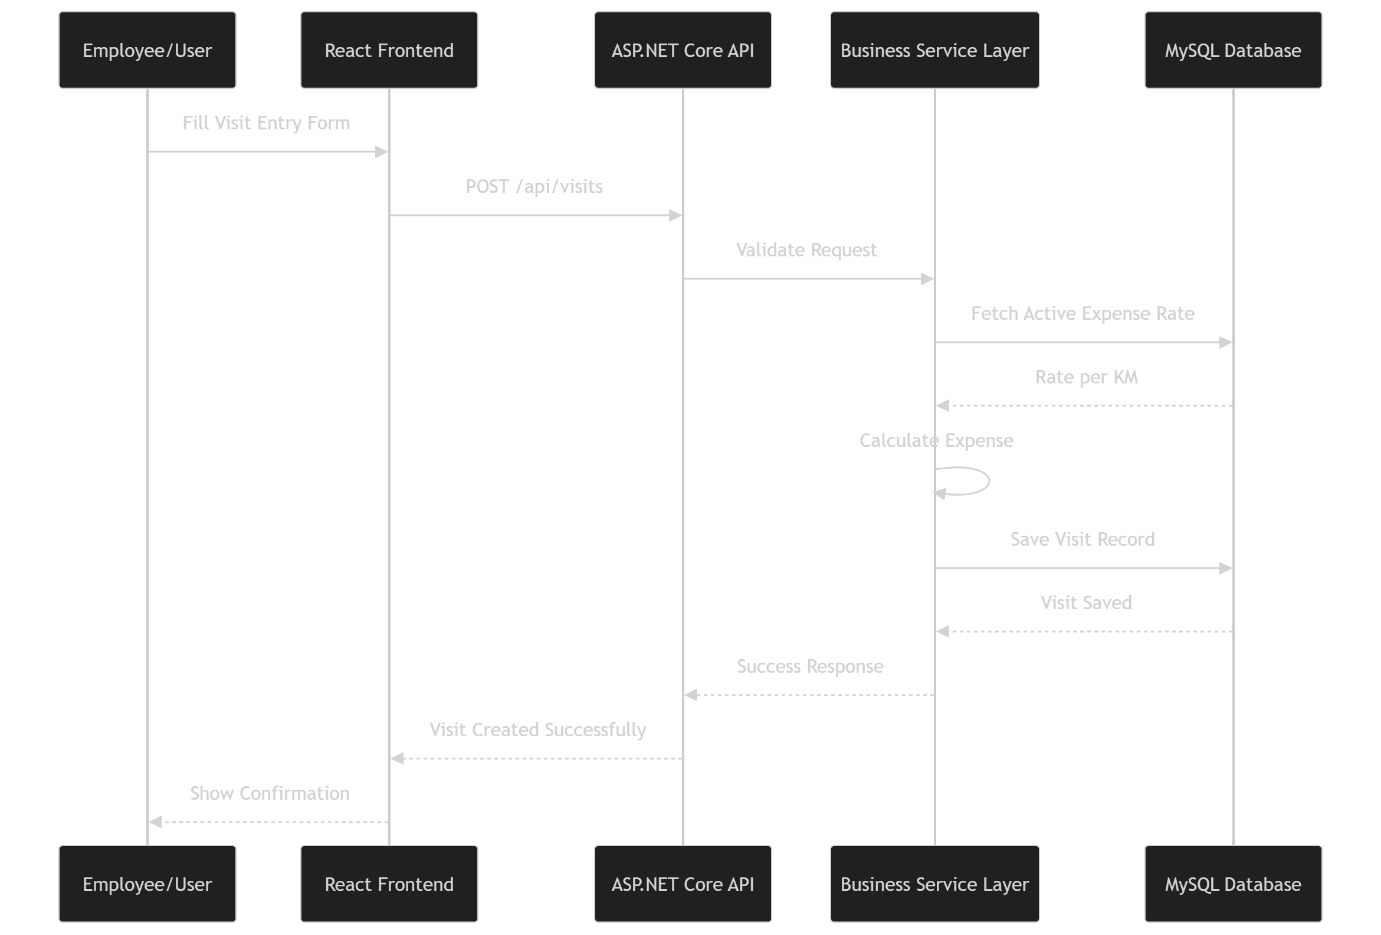 Employee/User
React Frontend
ASP.NET Core API
Business Service Layer
MySQL Database
Fill Visit Entry Form
POST /api/visits
Validate Request
Fetch Active Expense Rate
Rate per KM
Calculate Expense
Save Visit Record
Visit Saved
Success Response
Visit Created Successfully
Show Confirmation
Employee/User
React Frontend
ASP.NET Core API
Business Service Layer
MySQL Database